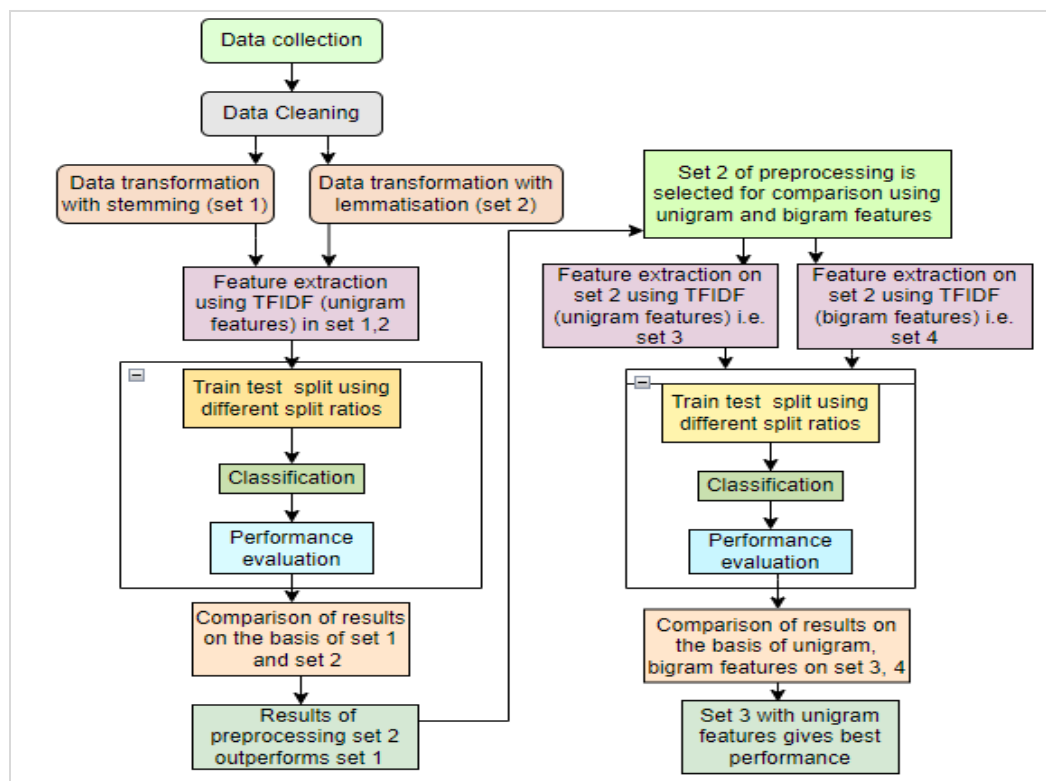 Data collection
Data Cleaning
Data transformation
with stemming (set 1)
Data transformation with
lemmatisation (set 2)
Feature extraction
using TFIDF (unigram
features) in set 1,2
Train test split using
different split ratios
Classification
Performance
evaluation
Comparison of results
on the basis of set 1
and set 2
Results of
preprocessing set 2
outperforms set 1
Set 2 of preprocessing is
selected for comparison using
unigram and bigram features
Feature extraction on
set 2 using TFIDF
(unigram features) i.e.
set 3
Feature extraction on
set 2 using TFIDF
(bigram features) i.e.
set 4
Train test split using
different split ratios
Classification
Performance
evaluation
Comparison of results on
the basis of unigram,
bigram features on set 3, 4
Set 3 with unigram
features gives best
performance